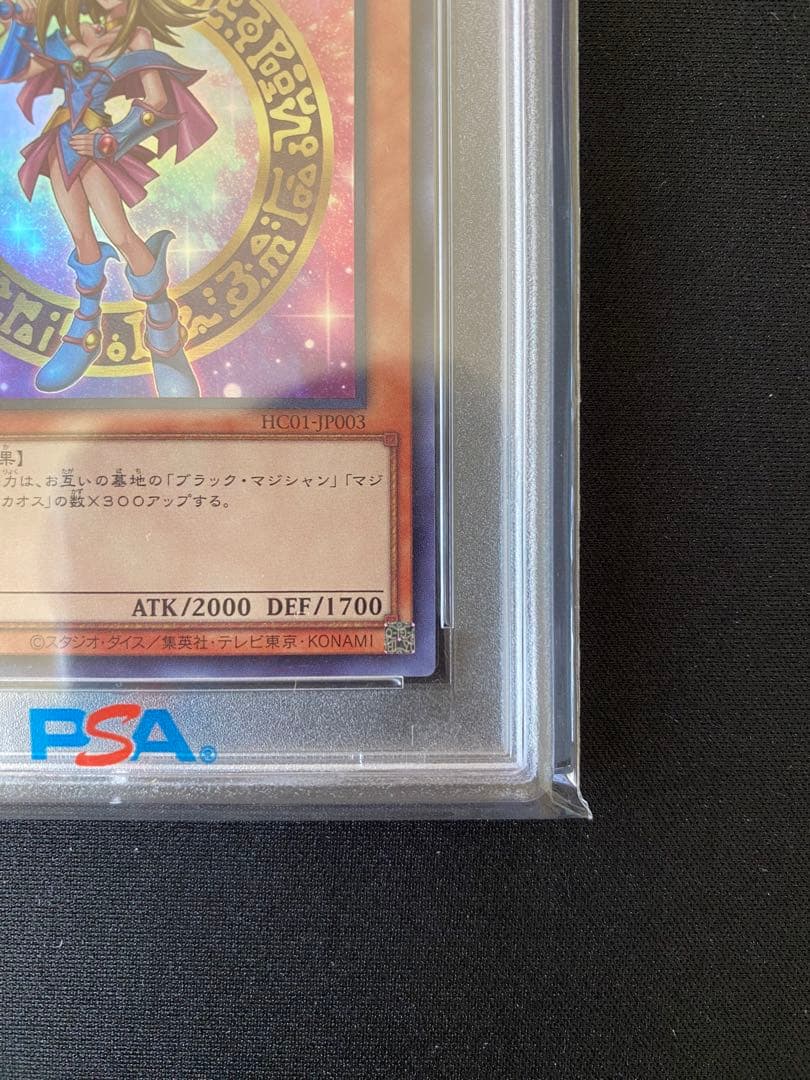 HC01-JP003
果】
力は、お互いの墓地の「ブラック・マジシャン」「マジ
カオス」の数×300アップする。
ATK/2000 DEF/1700
©スタジオ・ダイス/集英社・テレビ東京・KONAMI
PSA®